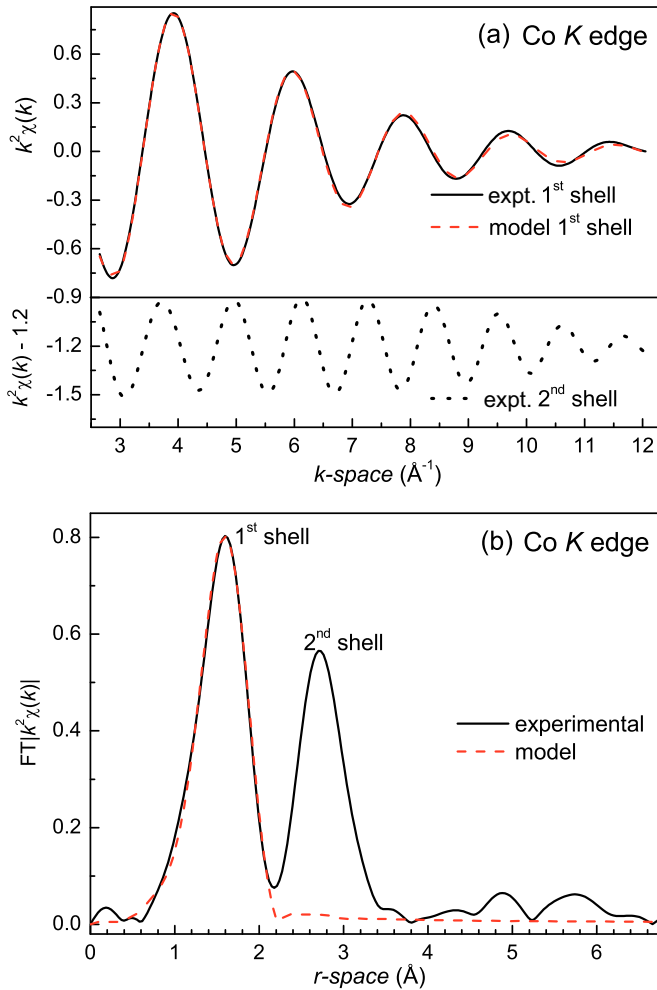 (a) Co K edge
0.8
0.6
0.3
0.0
-0.3
-0.6
-0.9
-1.2
-1.5
k²χ(k)
k²χ(k) - 1.2
expt. 1st shell
model 1st shell
expt. 2nd shell
3 4 5 6 7 8 9 10 11 12
k-space (Å-1)
(b) Co K edge
1st shell
2nd shell
experimental
model
FT|k²χ(k)|
0.8
0.6
0.4
0.2
0.0
0 1 2 3 4 5 6
r-space (Å)